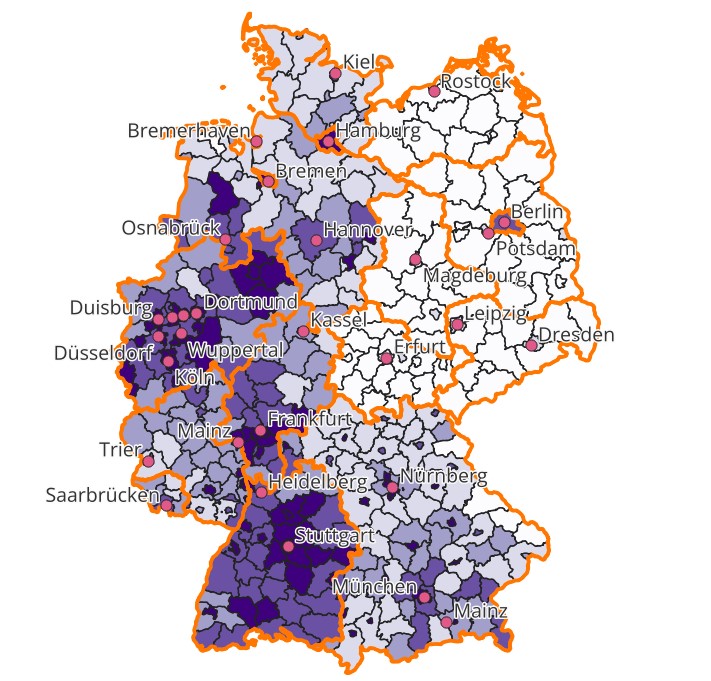 Kiel
Rostock
Bremerhaven
Hamburg
Bremen
Berlin
Osnabrück
Hannover
Potsdam
Magdeburg
Duisburg
Dortmund
Leipzig
Kassel
Dresden
Düsseldorf
Wuppertal
Erfurt
Köln
Frankfurt
Mainz
Trier
Nürnberg
Heidelberg
Saarbrücken
Stuttgart
München
Mainz